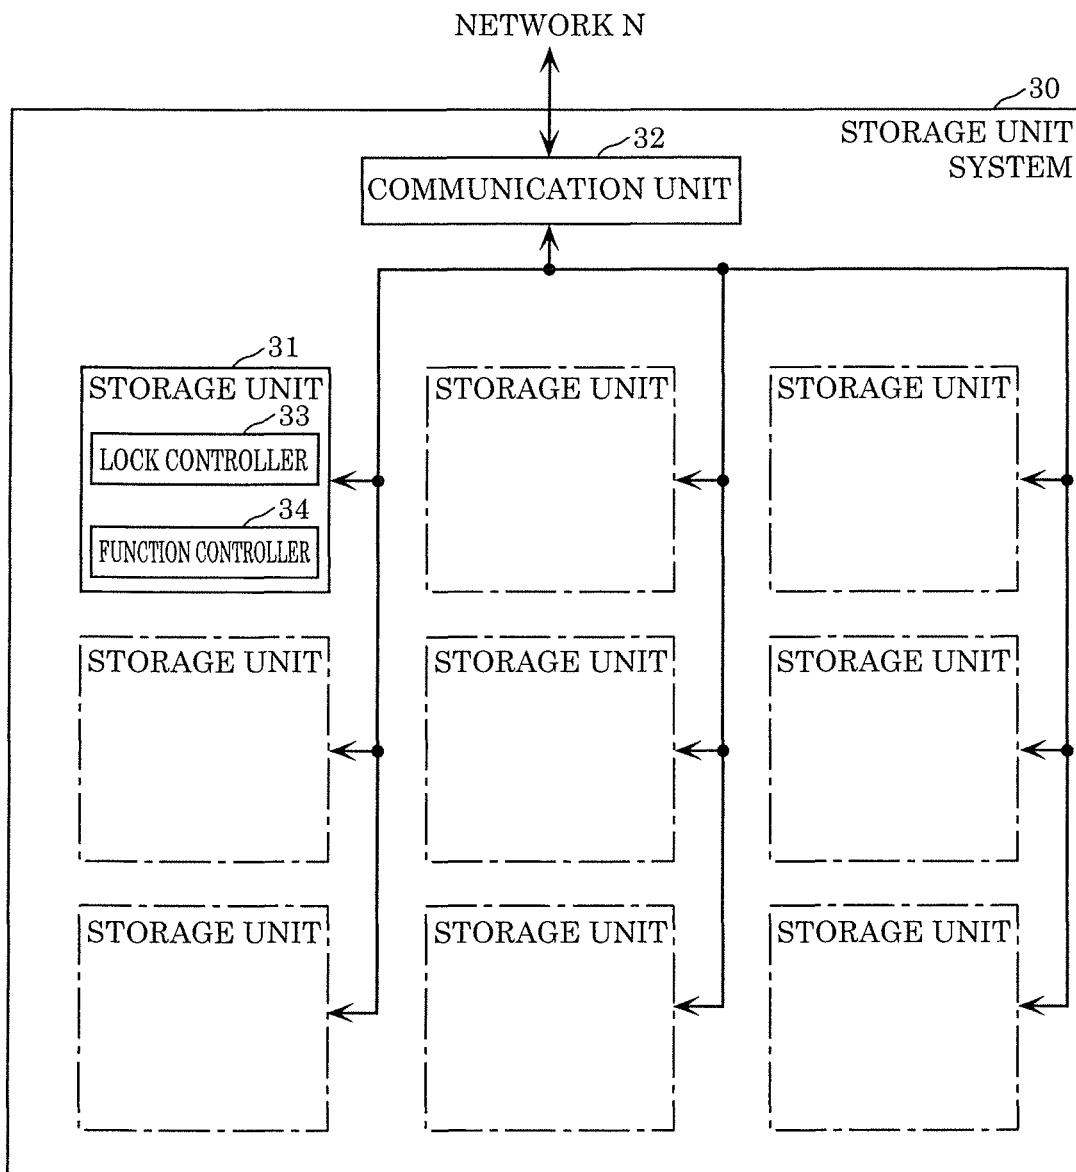 NETWORK N
30
STORAGE UNIT
SYSTEM
32
COMMUNICATION UNIT
31
STORAGE UNIT
33
LOCK CONTROLLER
34
FUNCTION CONTROLLER
STORAGE UNIT
STORAGE UNIT
STORAGE UNIT
STORAGE UNIT
STORAGE UNIT
STORAGE UNIT
STORAGE UNIT
STORAGE UNIT